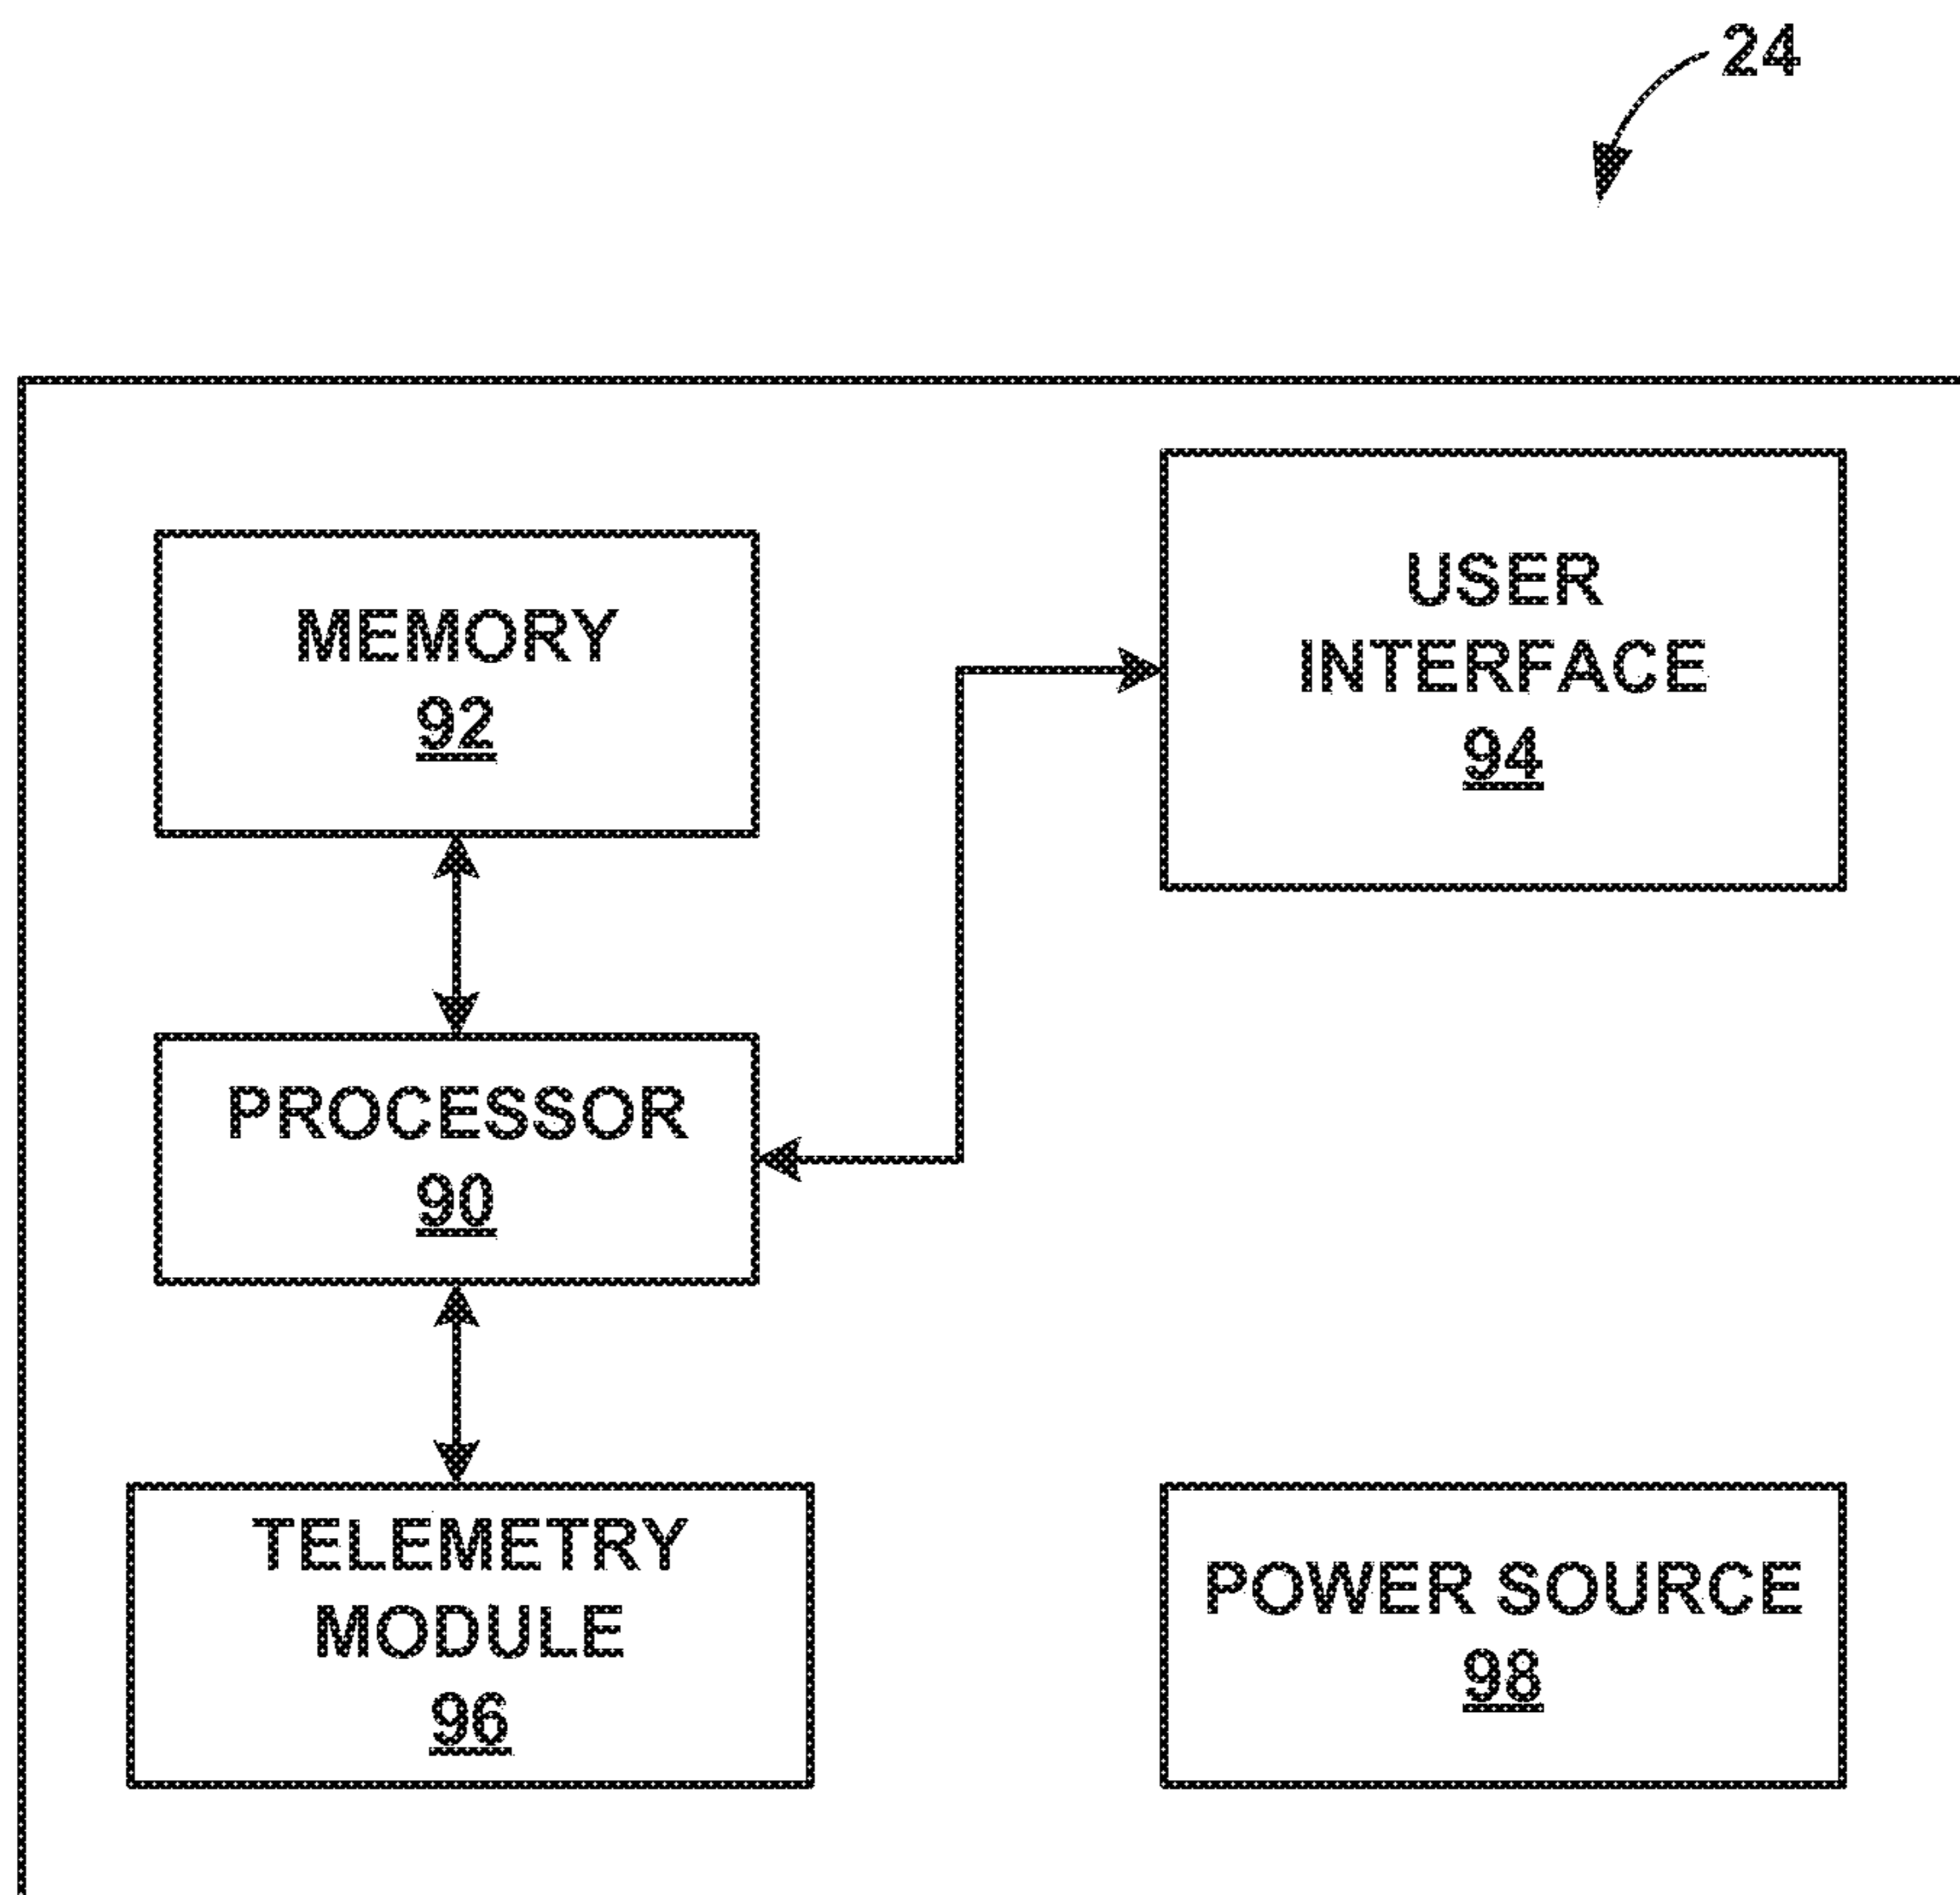 24
MEMORY
92
USER
INTERFACE
94
PROCESSOR
90
TELEMETRY
MODULE
96
POWER SOURCE
98